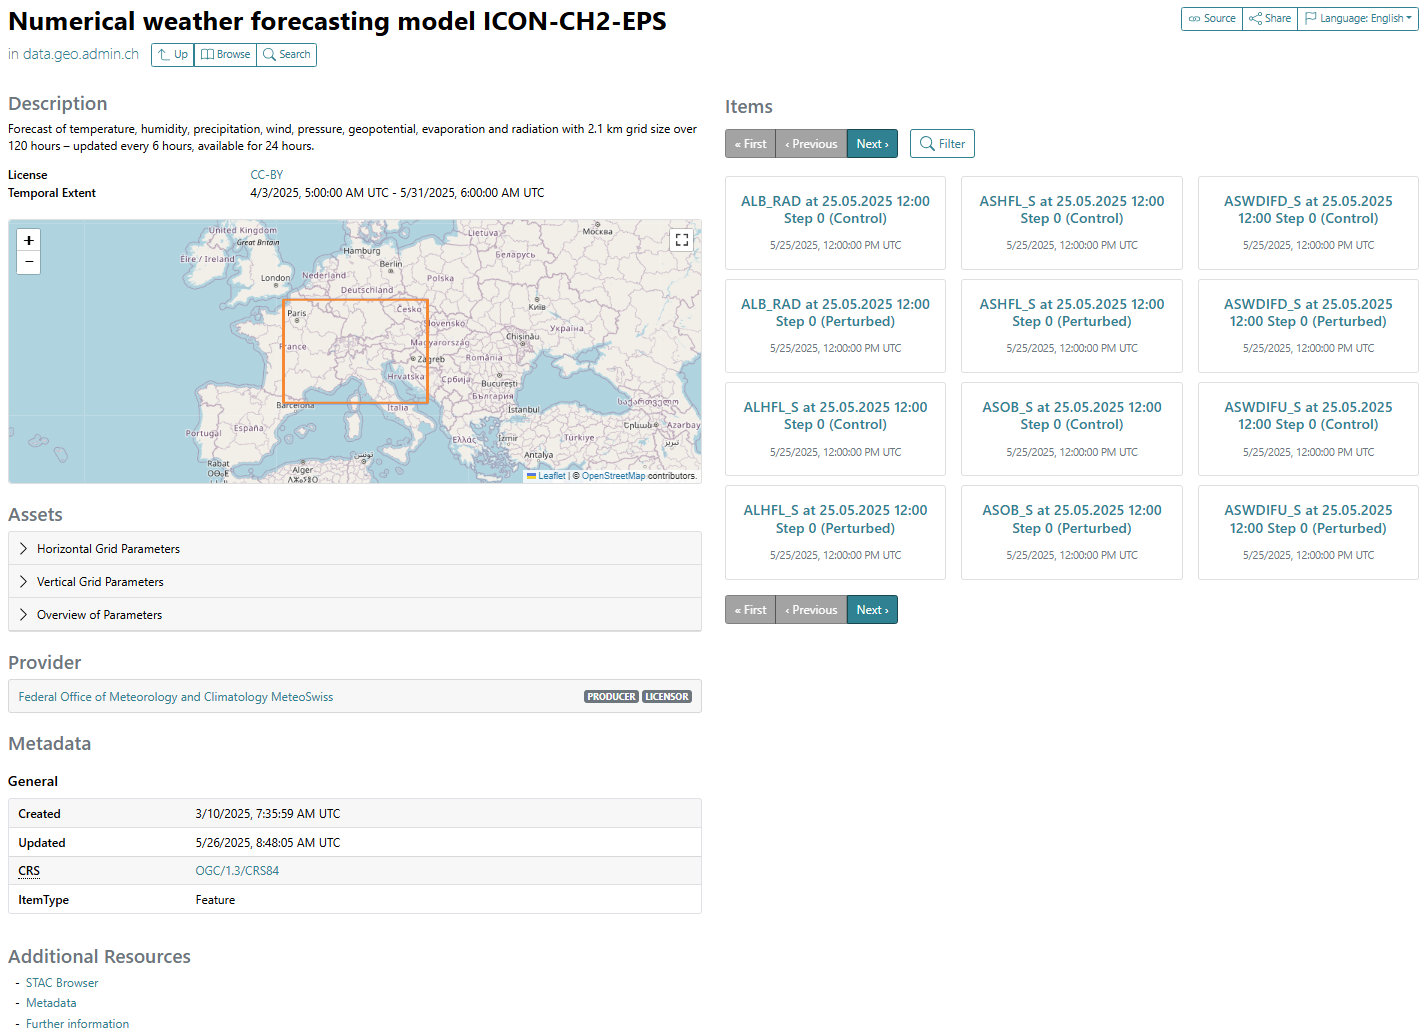 Numerical weather forecasting model ICON-CH2-EPS
Source
Share
Language: English
in data.geo.admin.ch
Up
Browse
Search
Description
Forecast of temperature, humidity, precipitation, wind, pressure, geopotential, evaporation and radiation with 2.1 km grid size over
120 hours – updated every 6 hours, available for 24 hours.
License CC-BY
Temporal Extent 4/3/2025, 5:00:00 AM UTC - 5/31/2025, 6:00:00 AM UTC
+
−
United Kingdom
Great Britain
Éire / Ireland
London
Nederland
Hamburg
Berlin
Deutschland
Polska
Lietuva
Беларусь
Москва
Київ
Україна
Paris
France
Česko
Slovensko
Magyarország
Chișinău
Zagreb
România
Hrvatska
Србија
București
България
Barcelona
Italia
İstanbul
საქართველო
Portugal
España
Ελλάς
İzmir
Türkiye
Antalya
Azərbay
تبريز
تونس
Rabat
Alger
Leaflet | © OpenStreetMap contributors.
Assets
Horizontal Grid Parameters
Vertical Grid Parameters
Overview of Parameters
Provider
Federal Office of Meteorology and Climatology MeteoSwiss PRODUCER LICENSOR
Metadata
General
Created 3/10/2025, 7:35:59 AM UTC
Updated 5/26/2025, 8:48:05 AM UTC
CRS OGC/1.3/CRS84
ItemType Feature
Additional Resources
- STAC Browser
- Metadata
- Further information
Items
« First ‹ Previous Next › Filter
ALB_RAD at 25.05.2025 12:00
Step 0 (Control)
5/25/2025, 12:00:00 PM UTC
ASHFL_S at 25.05.2025 12:00
Step 0 (Control)
5/25/2025, 12:00:00 PM UTC
ASWDIFD_S at 25.05.2025
12:00 Step 0 (Control)
5/25/2025, 12:00:00 PM UTC
ALB_RAD at 25.05.2025 12:00
Step 0 (Perturbed)
5/25/2025, 12:00:00 PM UTC
ASHFL_S at 25.05.2025 12:00
Step 0 (Perturbed)
5/25/2025, 12:00:00 PM UTC
ASWDIFD_S at 25.05.2025
12:00 Step 0 (Perturbed)
5/25/2025, 12:00:00 PM UTC
ALHFL_S at 25.05.2025 12:00
Step 0 (Control)
5/25/2025, 12:00:00 PM UTC
ASOB_S at 25.05.2025 12:00
Step 0 (Control)
5/25/2025, 12:00:00 PM UTC
ASWDIFU_S at 25.05.2025
12:00 Step 0 (Control)
5/25/2025, 12:00:00 PM UTC
ALHFL_S at 25.05.2025 12:00
Step 0 (Perturbed)
5/25/2025, 12:00:00 PM UTC
ASOB_S at 25.05.2025 12:00
Step 0 (Perturbed)
5/25/2025, 12:00:00 PM UTC
ASWDIFU_S at 25.05.2025
12:00 Step 0 (Perturbed)
5/25/2025, 12:00:00 PM UTC
« First ‹ Previous Next ›